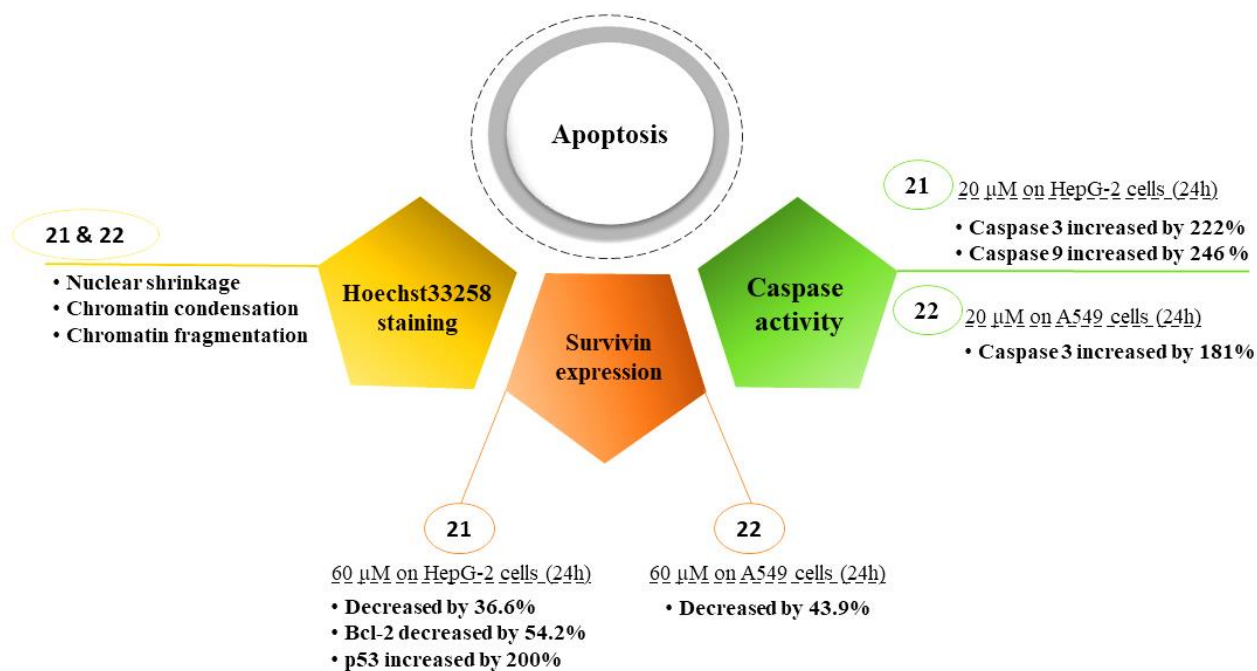 Apoptosis
21 & 22
• Nuclear shrinkage
• Chromatin condensation
• Chromatin fragmentation
Hoechst33258
staining
Survivin
expression
Caspase
activity
21
20 µM on HepG-2 cells (24h)
• Caspase 3 increased by 222%
• Caspase 9 increased by 246 %
22
20 µM on A549 cells (24h)
• Caspase 3 increased by 181%
21
60 µM on HepG-2 cells (24h)
• Decreased by 36.6%
• Bcl-2 decreased by 54.2%
• p53 increased by 200%
22
60 µM on A549 cells (24h)
• Decreased by 43.9%